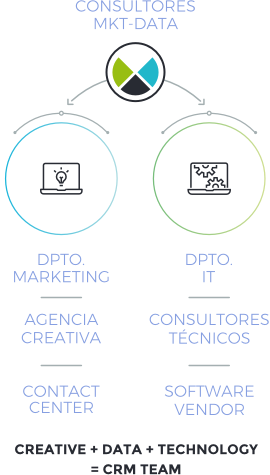 CONSULTORES
MKT-DATA
DPTO.
MARKETING
AGENCIA
CREATIVA
CONTACT
CENTER
DPTO.
IT
CONSULTORES
TÉCNICOS
SOFTWARE
VENDOR
CREATIVE + DATA + TECHNOLOGY
= CRM TEAM